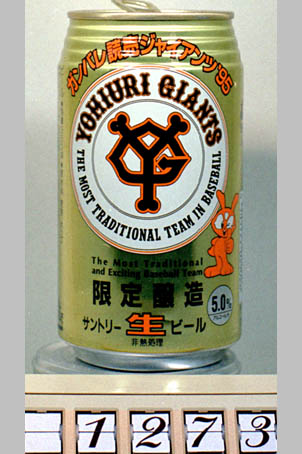 ガンバレ読売ジャイアンツ'95
YOMIURI GIANTS
THE MOST TRADITIONAL TEAM IN BASEBALL
YG
The Most Traditional
and Exciting Baseball Team
限定醸造
5.0%
サントリー生ビール
非熱処理
1273